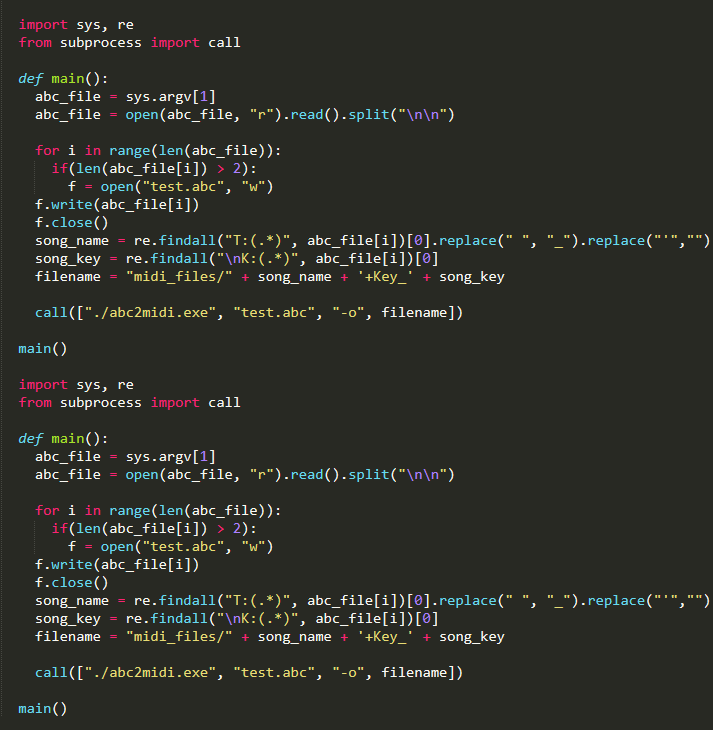 import sys, re
from subprocess import call
def main():
abc_file = sys.argv[1]
abc_file = open(abc_file, "r").read().split("\n\n")
for i in range(len(abc_file)):
if(len(abc_file[i]) > 2):
f = open("test.abc", "w")
f.write(abc_file[i])
f.close()
song_name = re.findall("T:(.*)", abc_file[i])[0].replace(" ", "_").replace("'","")
song_key = re.findall("\nK:(.*)", abc_file[i])[0]
filename = "midi_files/" + song_name + '+Key_' + song_key
call(["./abc2midi.exe", "test.abc", "-o", filename])
main()
import sys, re
from subprocess import call
def main():
abc_file = sys.argv[1]
abc_file = open(abc_file, "r").read().split("\n\n")
for i in range(len(abc_file)):
if(len(abc_file[i]) > 2):
f = open("test.abc", "w")
f.write(abc_file[i])
f.close()
song_name = re.findall("T:(.*)", abc_file[i])[0].replace(" ", "_").replace("'","")
song_key = re.findall("\nK:(.*)", abc_file[i])[0]
filename = "midi_files/" + song_name + '+Key_' + song_key
call(["./abc2midi.exe", "test.abc", "-o", filename])
main()